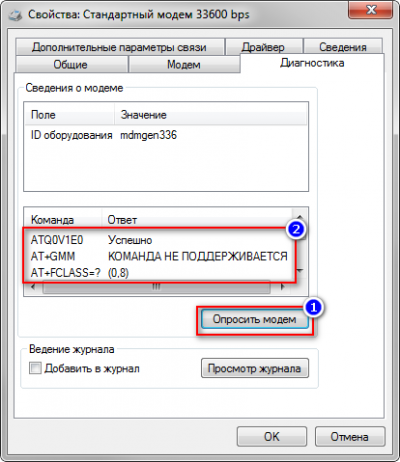 Свойства: Стандартный модем 33600 bps
Дополнительные параметры связи Драйвер Сведения
Общие Модем Диагностика
Сведения о модеме
Поле Значение
ID оборудования mdmgen336
Команда Ответ
2
ATQ0V1E0 Успешно
AT+GMM КОМАНДА НЕ ПОДДЕРЖИВАЕТСЯ
AT+FCLASS=? (0,8)
1
Опросить модем
Ведение журнала
Добавить в журнал Просмотр журнала
OK Отмена